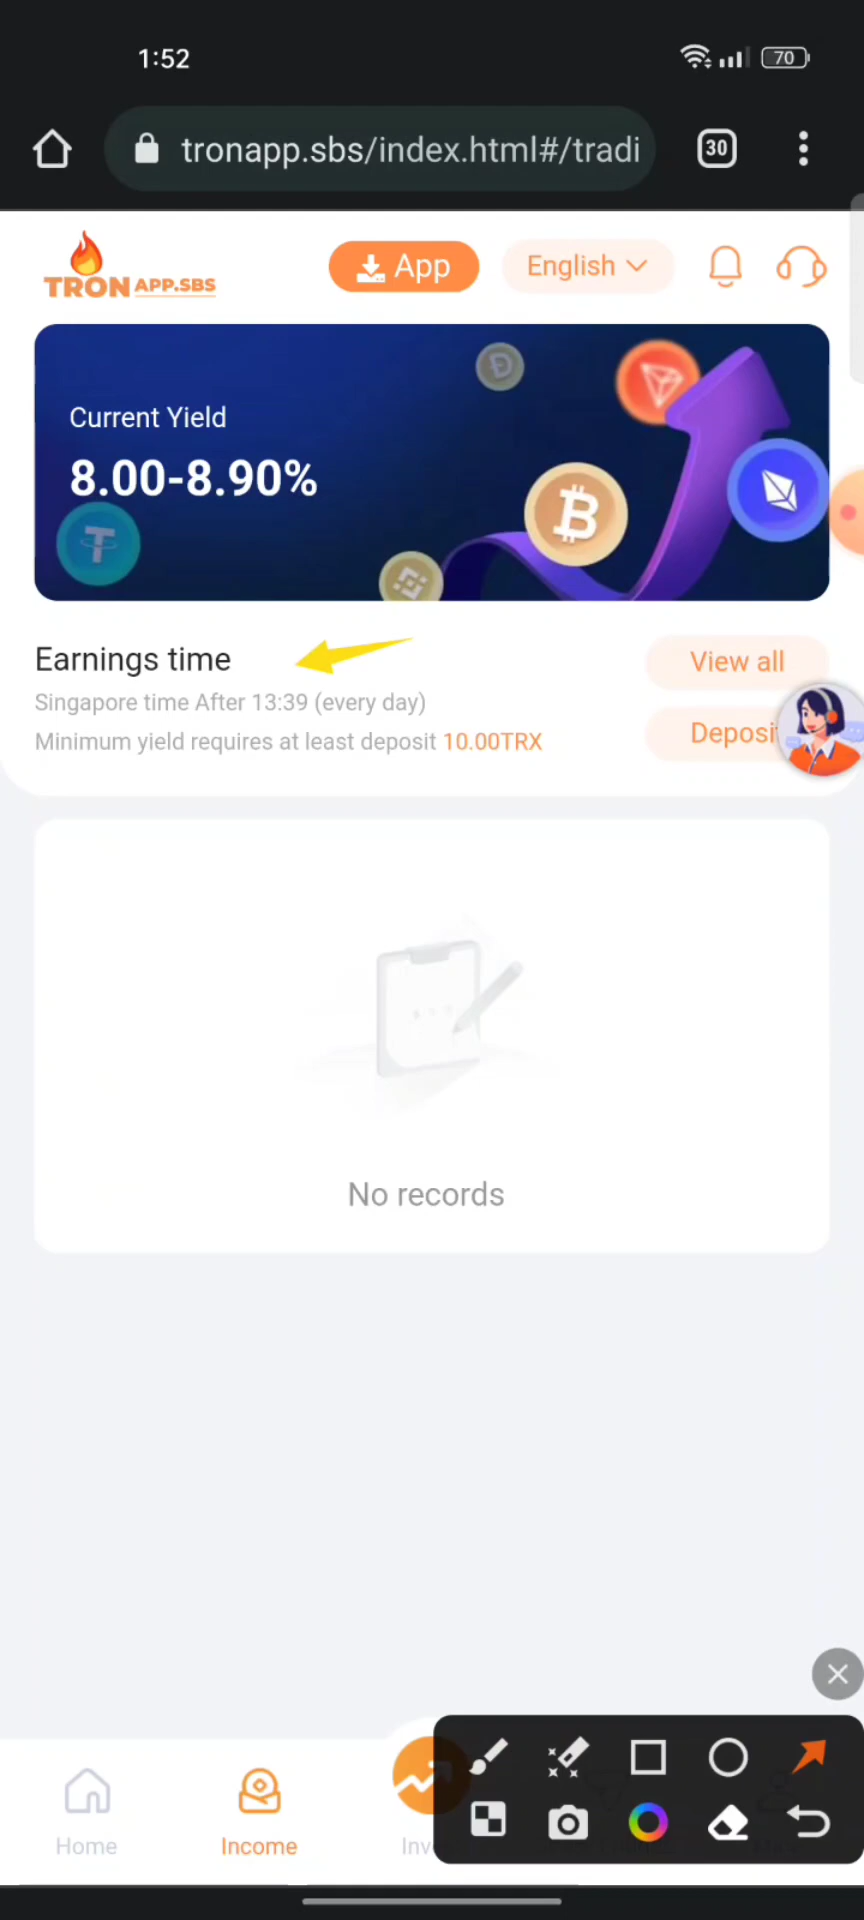 1:52
70
tronapp.sbs/index.html#/tradi
30
TRON APP.SBS
App
English
Current Yield
8.00-8.90%
Earnings time
View all
Singapore time After 13:39 (every day)
Deposi
Minimum yield requires at least deposit 10.00TRX
No records
Home
Income
Inv